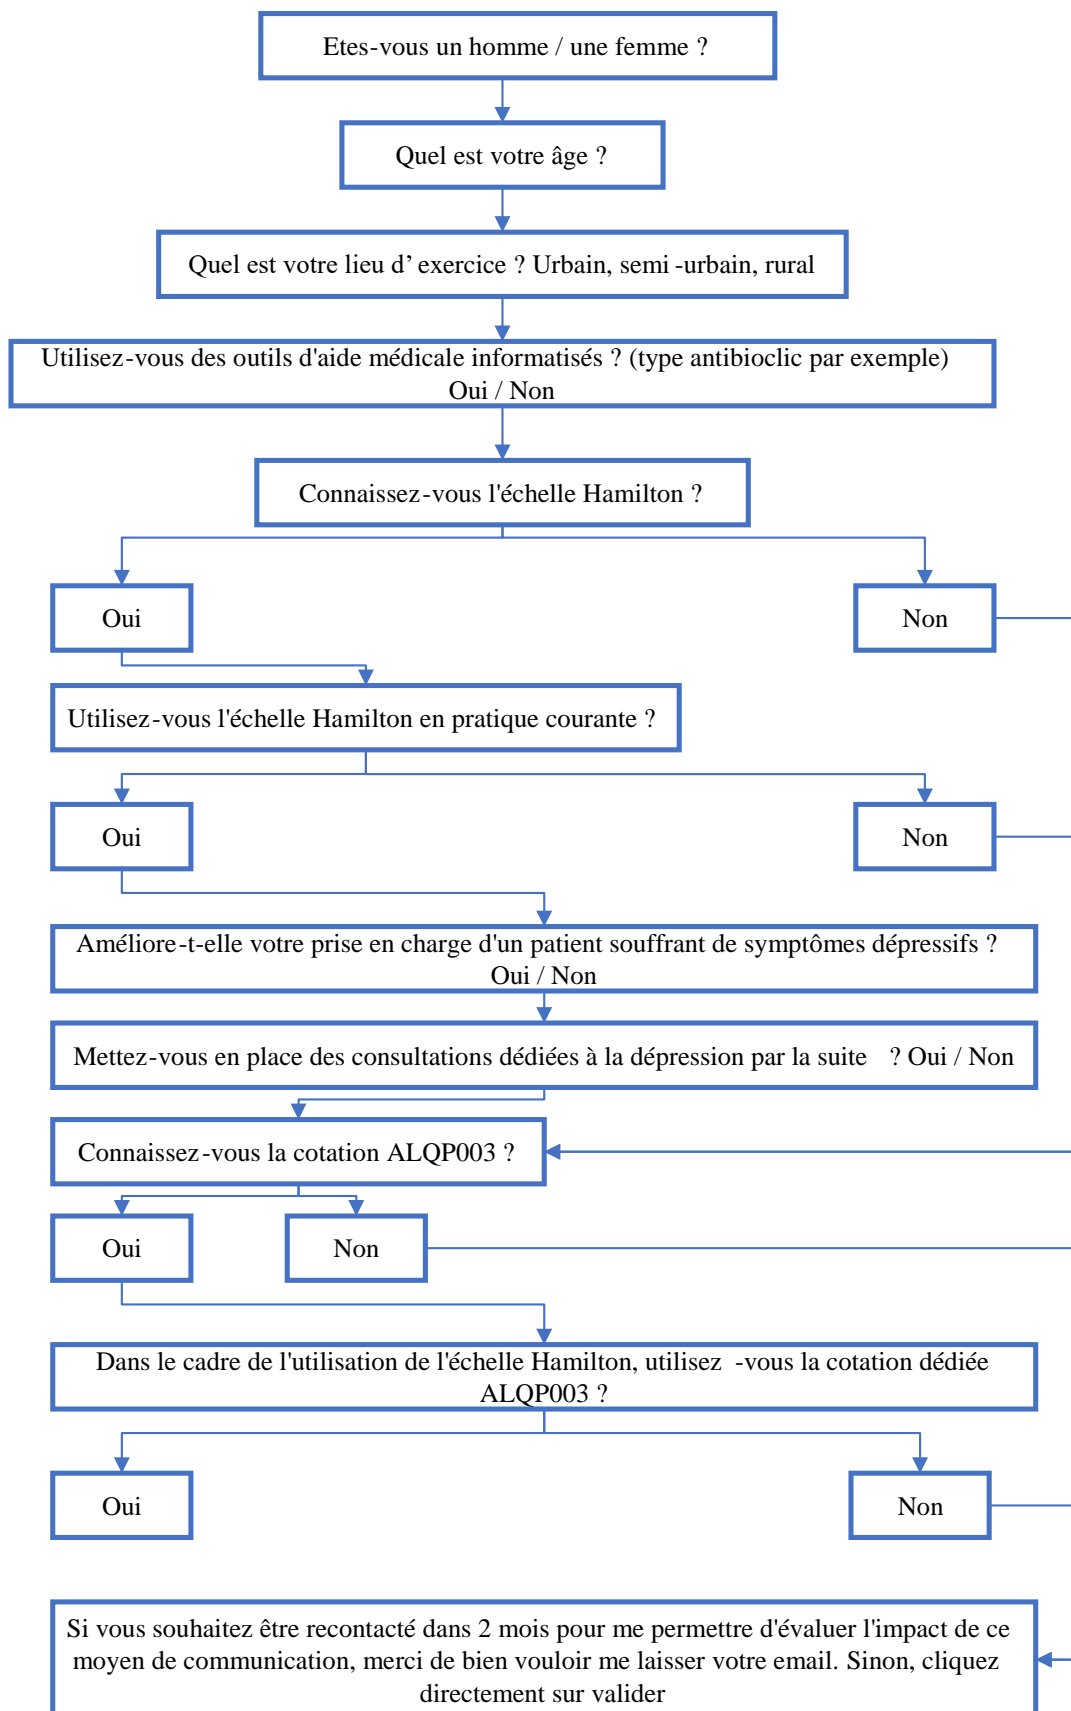 Etes-vous un homme / une femme ?
Quel est votre âge ?
Quel est votre lieu d'exercice ? Urbain, semi-urbain, rural
Utilisez-vous des outils d'aide médicale informatisés ? (type antibioclic par exemple)
Oui / Non
Connaissez-vous l'échelle Hamilton ?
Oui
Non
Utilisez-vous l'échelle Hamilton en pratique courante ?
Oui
Non
Améliore-t-elle votre prise en charge d'un patient souffrant de symptômes dépressifs ?
Oui / Non
Mettez-vous en place des consultations dédiées à la dépression par la suite ? Oui / Non
Connaissez-vous la cotation ALQP003 ?
Oui
Non
Dans le cadre de l'utilisation de l'échelle Hamilton, utilisez -vous la cotation dédiée
ALQP003 ?
Oui
Non
Si vous souhaitez être recontacté dans 2 mois pour me permettre d'évaluer l'impact de ce
moyen de communication, merci de bien vouloir me laisser votre email. Sinon, cliquez
directement sur valider